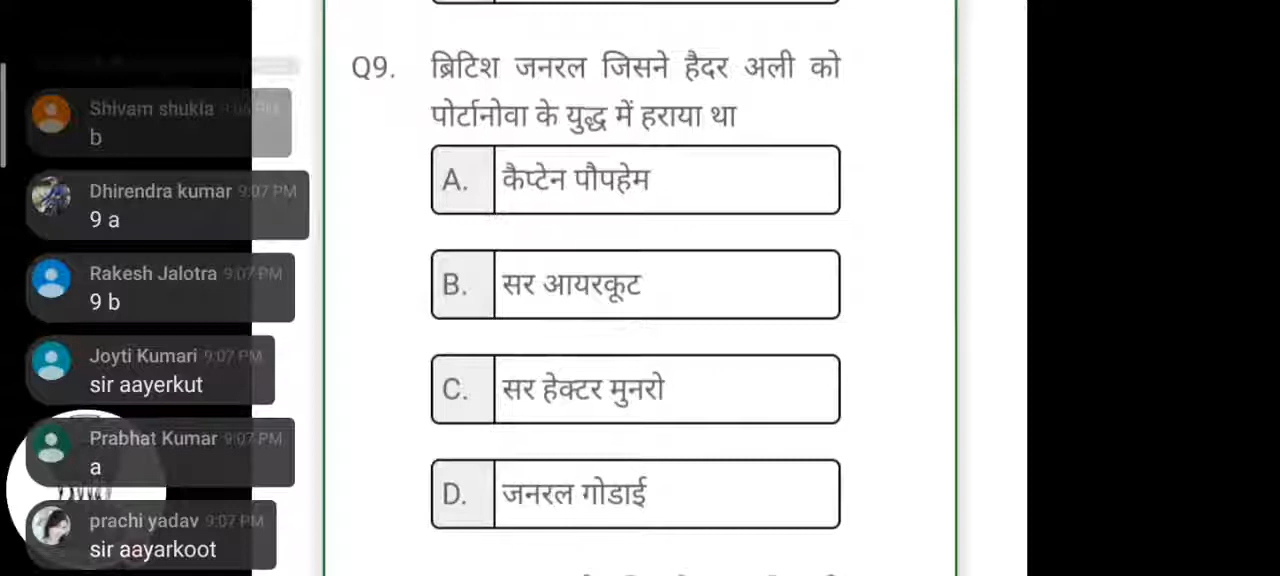 Q9. ब्रिटिश जनरल जिसने हैदर अली को
पोर्टानोवा के युद्ध में हराया था
A. कैप्टेन पौपहेम
B. सर आयरकूट
C. सर हेक्टर मुनरो
D. जनरल गोडाई
Shivam shukla
b
Dhirendra kumar 9:07 PM
9 a
Rakesh Jalotra 9:07 PM
9 b
Joyti Kumari 9:07 PM
sir aayerkut
Prabhat Kumar 9:07 PM
a
prachi yadav 9:07 PM
sir aayarkoot